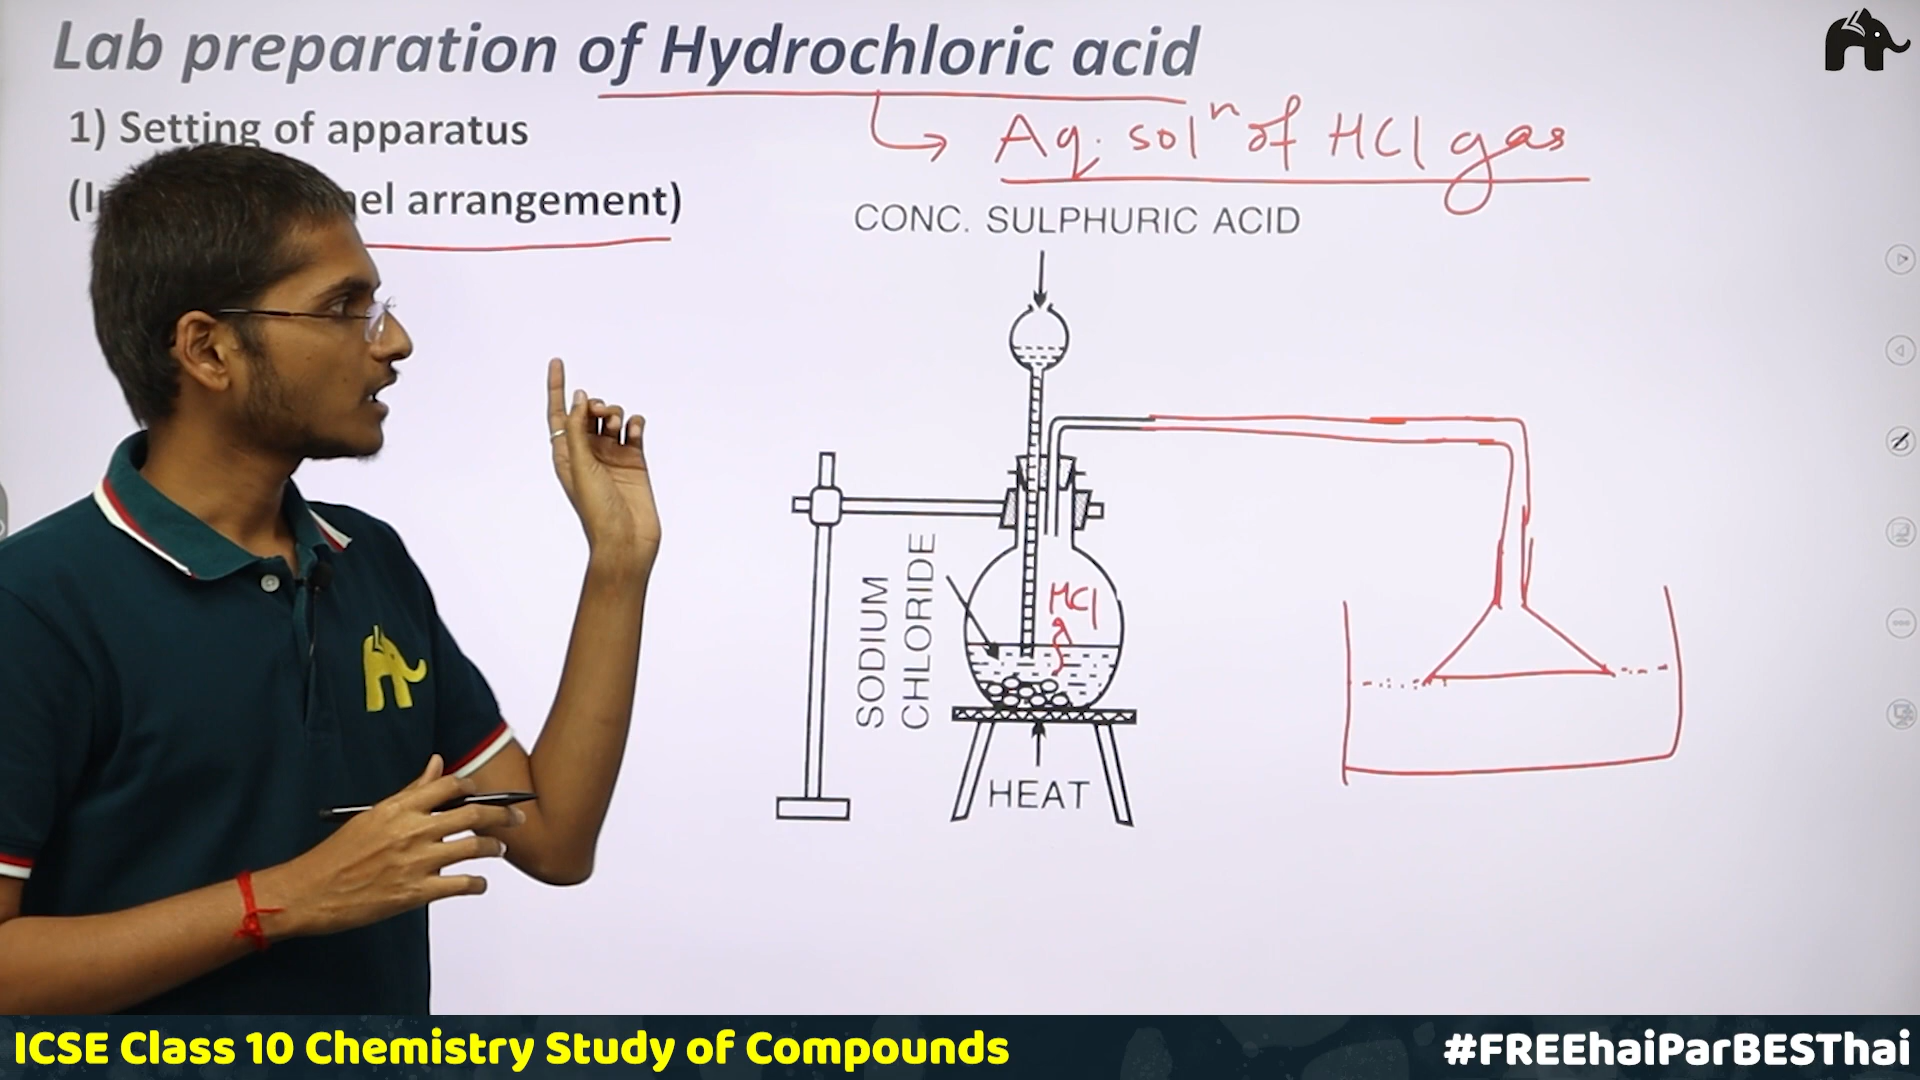 Lab preparation of Hydrochloric acid
1) Setting of apparatus
nel arrangement)
Aq. solⁿ of HCl gas
CONC. SULPHURIC ACID
SODIUM
CHLORIDE
HCl
HEAT
ICSE Class 10 Chemistry Study of Compounds
#FREEhaiParBESThai